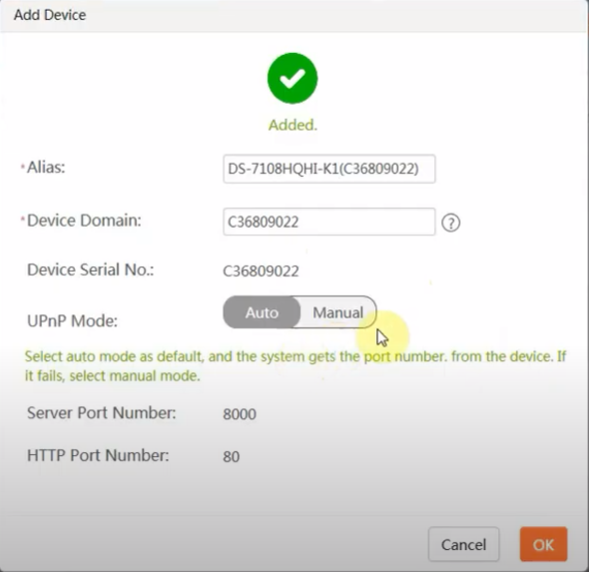 Add Device
Added.
*Alias: DS-7108HQHI-K1(C36809022)
*Device Domain: C36809022 ?
Device Serial No.: C36809022
UPnP Mode: Auto Manual
Select auto mode as default, and the system gets the port number. from the device. If
it fails, select manual mode.
Server Port Number: 8000
HTTP Port Number: 80
Cancel OK